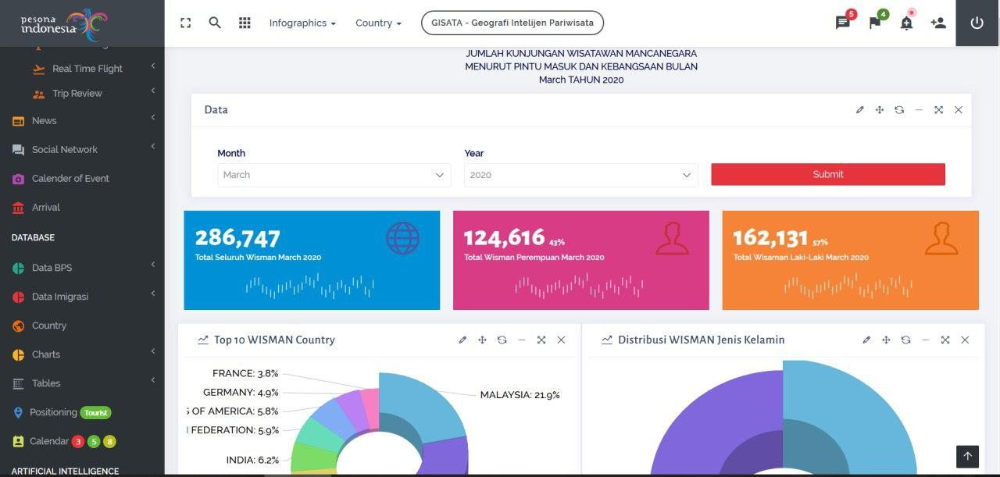 pesona
indonesia
Infographics
Country
GISATA - Geografi Intelijen Pariwisata
5
4
Real Time Flight
Trip Review
News
Social Network
Calender of Event
Arrival
DATABASE
Data BPS
Data Imigrasi
Country
Charts
Tables
Positioning Tourist
Calendar 3 5 8
ARTIFICIAL INTELLIGENCE
JUMLAH KUNJUNGAN WISATAWAN MANCANEGARA
MENURUT PINTU MASUK DAN KEBANGSAAN BULAN
March TAHUN 2020
Data
Month
Year
March
2020
Submit
286,747
Total Seluruh Wisman March 2020
124,616 43%
Total Wisman Perempuan March 2020
162,131 57%
Total Wisaman Laki-Laki March 2020
Top 10 WISMAN Country
FRANCE: 3.8%
GERMANY: 4.9%
OF AMERICA: 5.8%
FEDERATION: 5.9%
INDIA: 6.2%
MALAYSIA: 21.9%
Distribusi WISMAN Jenis Kelamin